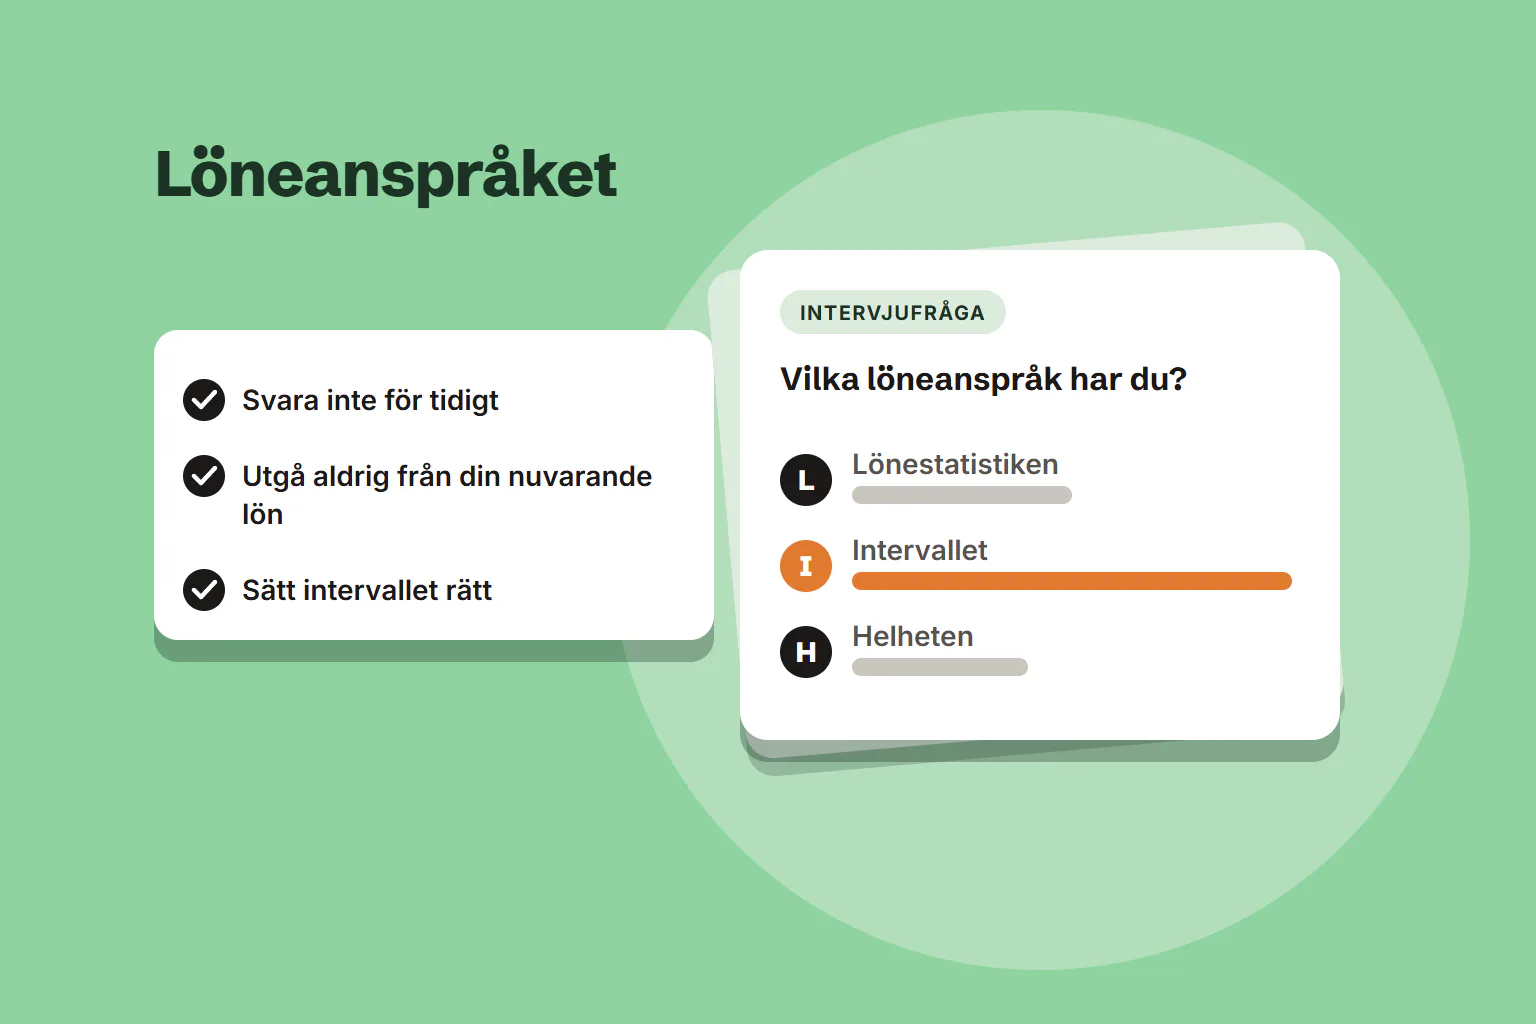 Löneanspråket
Svara inte för tidigt
Utgå aldrig från din nuvarande
lön
Sätt intervallet rätt
INTERVJUFRÅGA
Vilka löneanspråk har du?
L
Lönestatistiken
I
Intervallet
H
Helheten